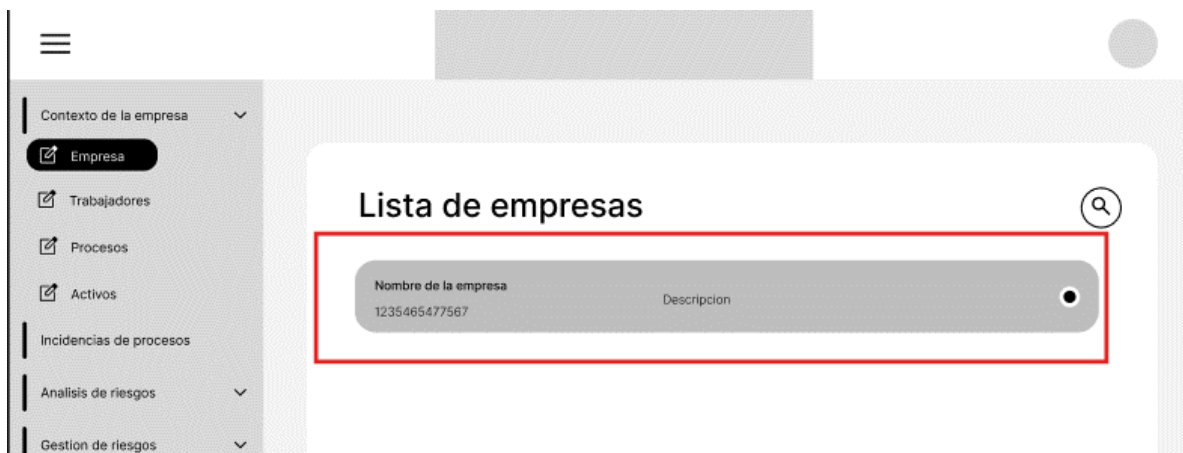 Contexto de la empresa
Empresa
Trabajadores
Procesos
Activos
Incidencias de procesos
Analisis de riesgos
Gestion de riesgos
Lista de empresas
Nombre de la empresa
1235465477567
Descripcion